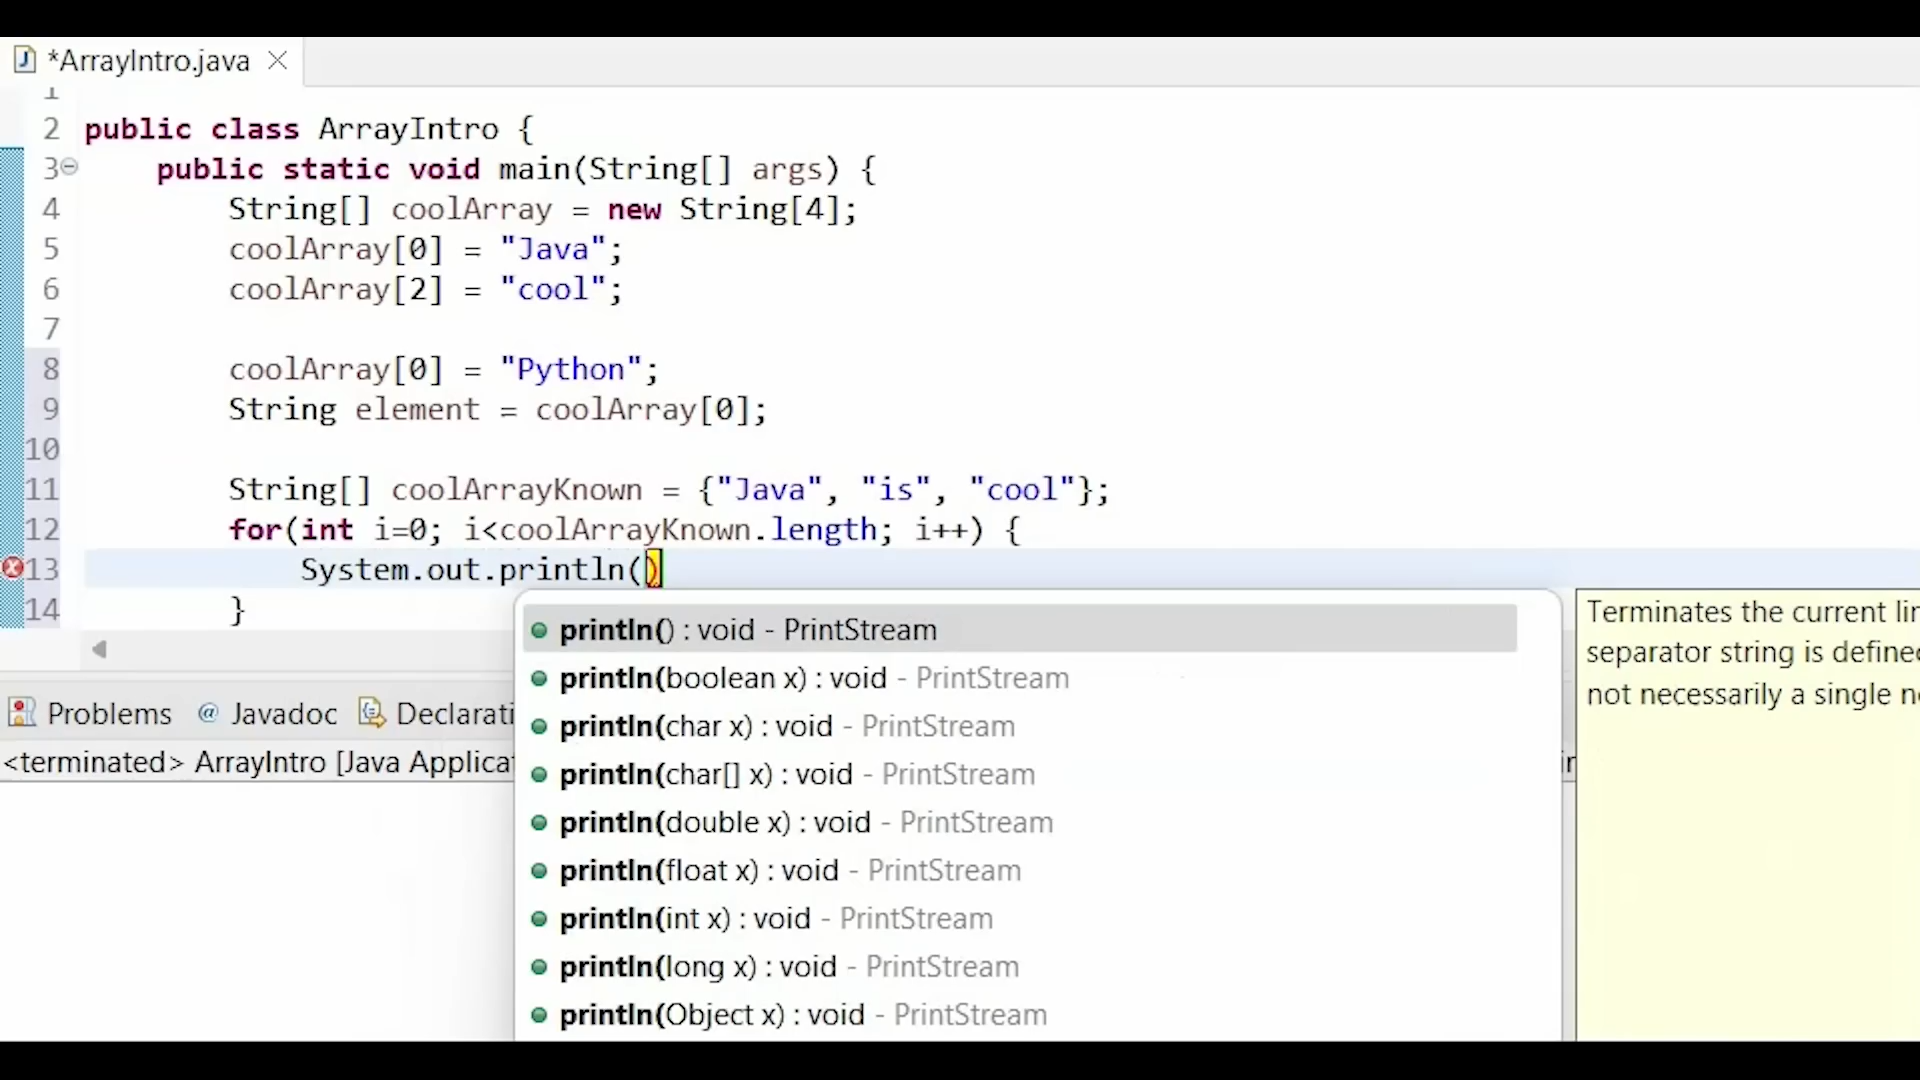 *ArrayIntro.java
1
2 public class ArrayIntro {
3 public static void main(String[] args) {
4 String[] coolArray = new String[4];
5 coolArray[0] = "Java";
6 coolArray[2] = "cool";
7
8 coolArray[0] = "Python";
9 String element = coolArray[0];
10
11 String[] coolArrayKnown = {"Java", "is", "cool"};
12 for(int i=0; i<coolArrayKnown.length; i++) {
13 System.out.println()
14 }
println() : void - PrintStream
println(boolean x) : void - PrintStream
println(char x) : void - PrintStream
println(char[] x) : void - PrintStream
println(double x) : void - PrintStream
println(float x) : void - PrintStream
println(int x) : void - PrintStream
println(long x) : void - PrintStream
println(Object x) : void - PrintStream
Terminates the current
separator string is
not necessarily a single
Problems @ Javadoc
<terminated> ArrayIntro [Java